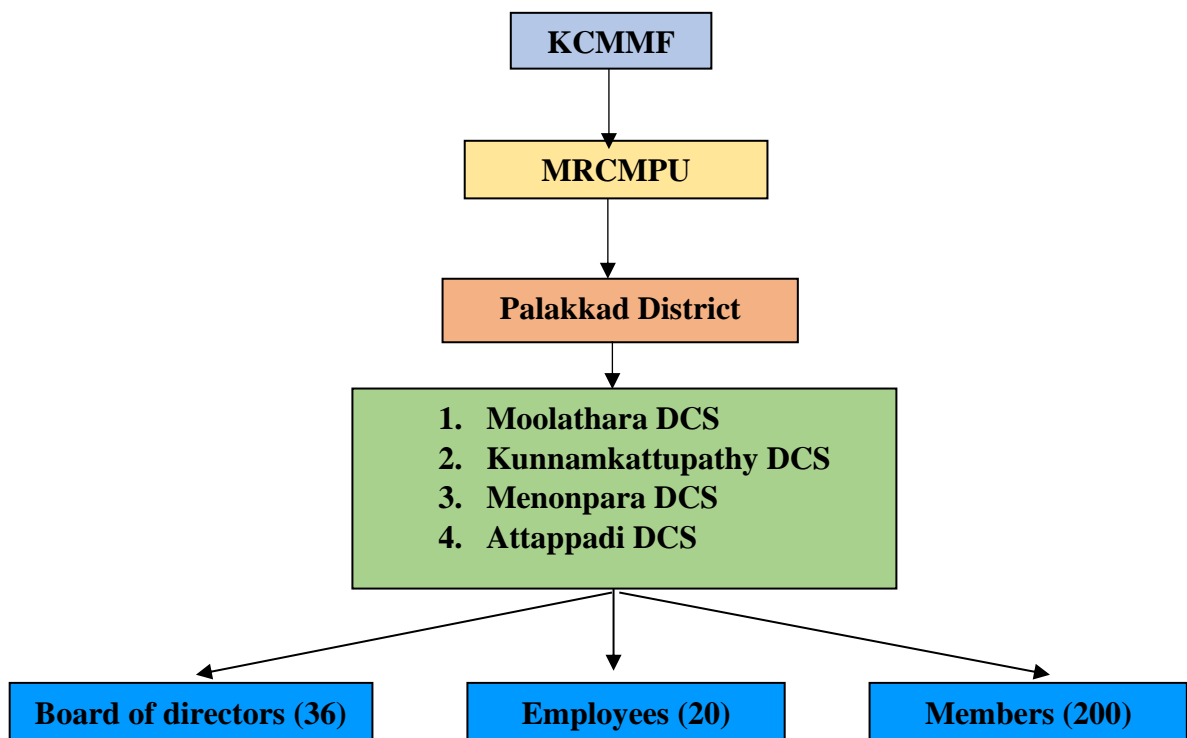 KCMMF
MRCMPU
Palakkad District
1. Moolathara DCS
2. Kunnamkattupathy DCS
3. Menonpara DCS
4. Attappadi DCS
Board of directors (36)
Employees (20)
Members (200)